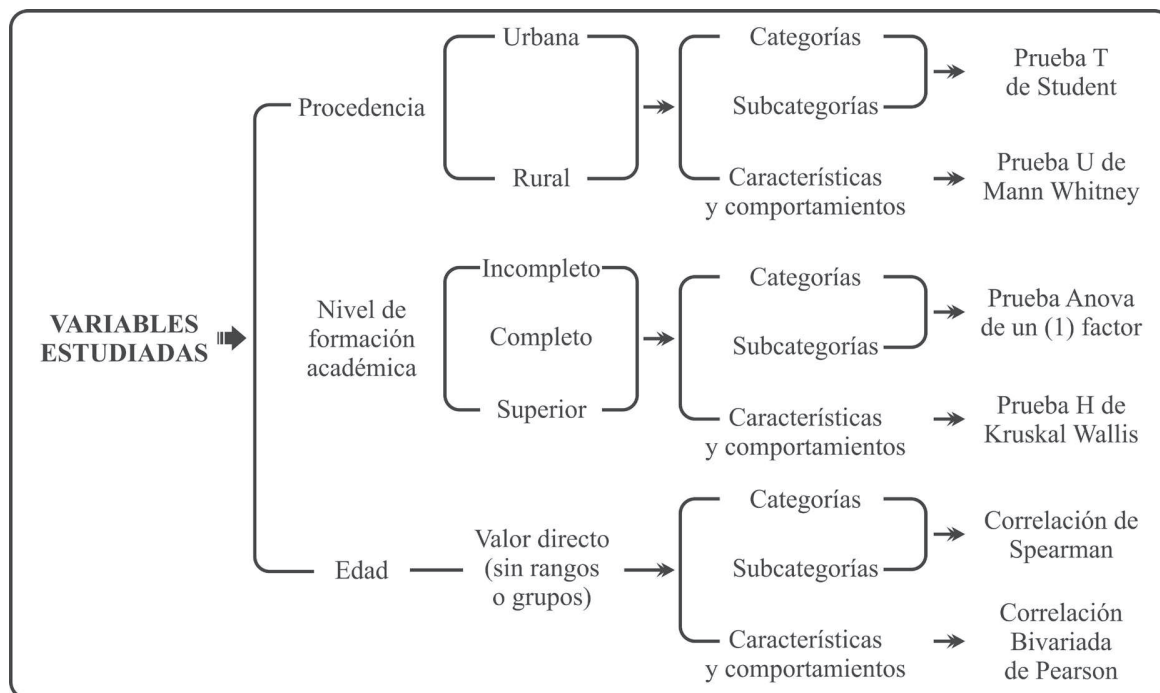 VARIABLES
ESTUDIADAS
Procedencia
Urbana
Rural
Categorías
Subcategorías
Prueba T
de Student
Características
y comportamientos
Prueba U de
Mann Whitney
Nivel de
formación
académica
Incompleto
Completo
Superior
Categorías
Subcategorías
Prueba Anova
de un (1) factor
Características
y comportamientos
Prueba H de
Kruskal Wallis
Edad
Valor directo
(sin rangos
o grupos)
Categorías
Subcategorías
Correlación de
Spearman
Características
y comportamientos
Correlación
Bivariada
de Pearson